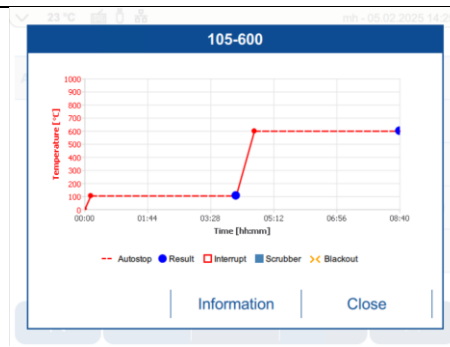 23 °C
mh - 05.02.2025 14:2
105-600
1000
900
800
700
600
500
400
300
200
100
0
Temperature [°C]
00:00 01:44 03:28 05:12 06:56 08:40
Time [hh:mm]
Autostop Result Interrupt Scrubber Blackout
Information Close